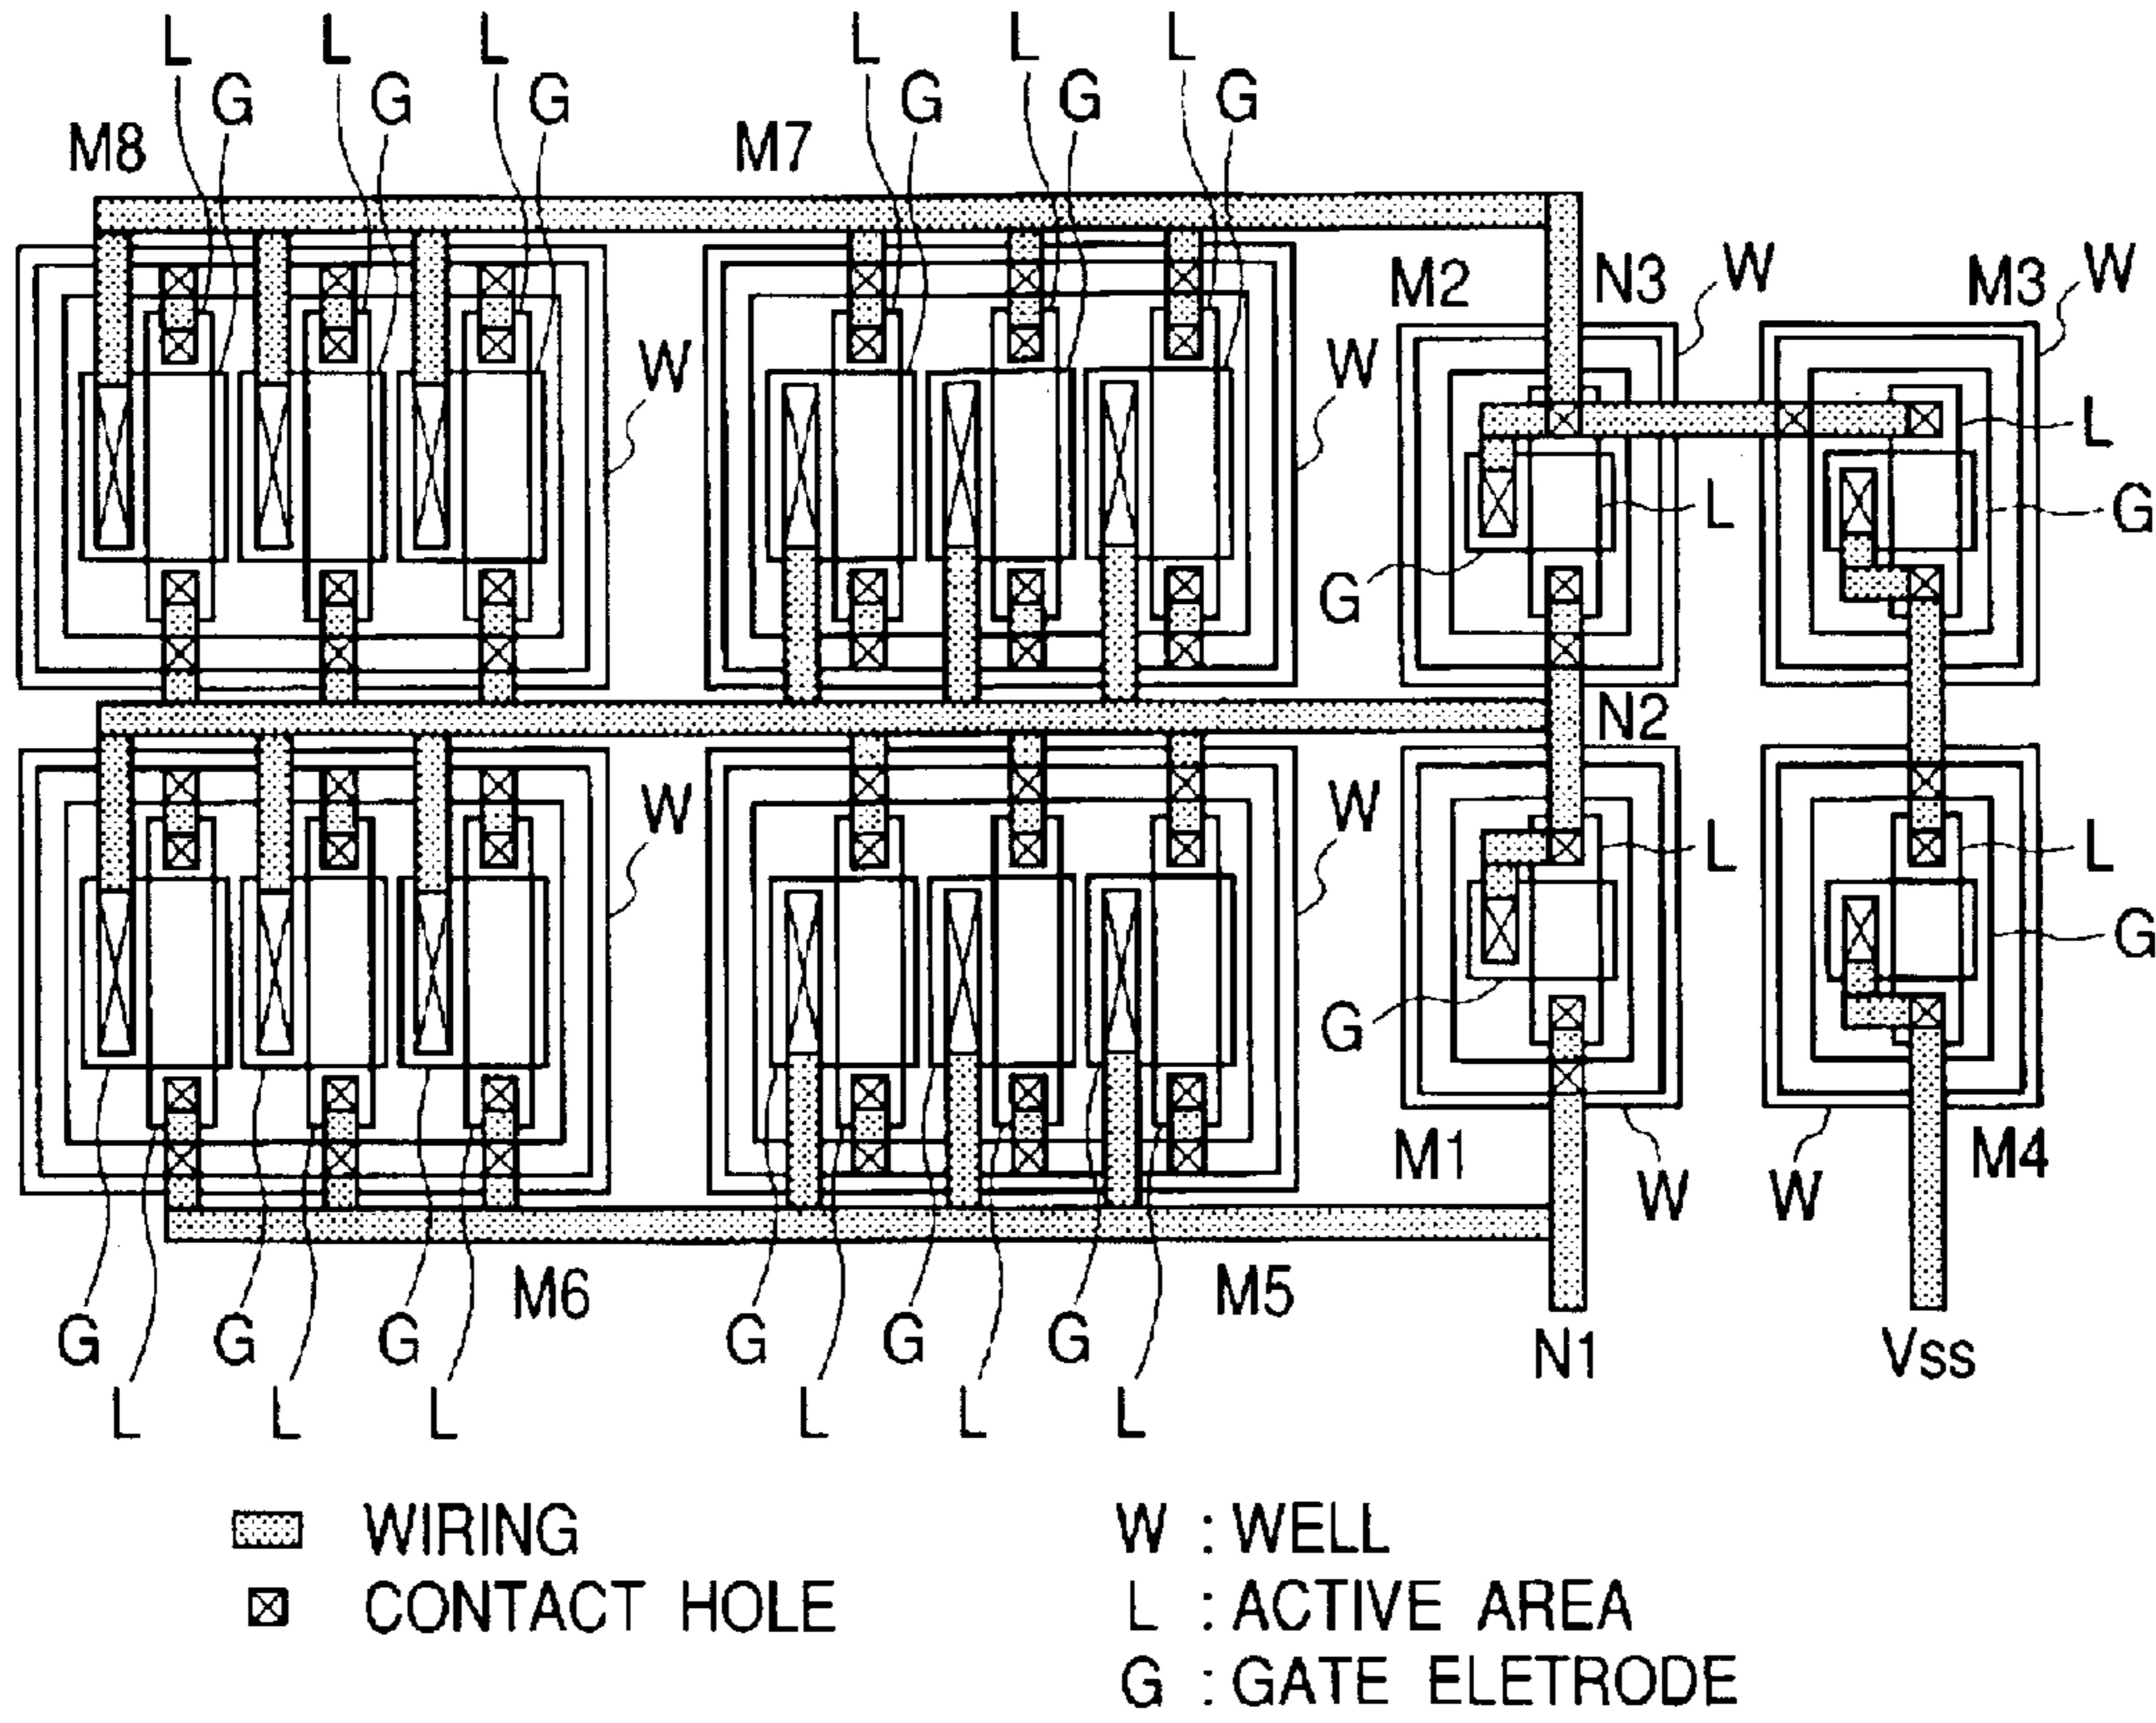 L L L L L L
G G G G G G
M8 M7
M2 N3 W M3 W
W W
L
L G
G
N2
W W
L L
G
G
M1 W W M4
M6 M5
G G G G G G
N1 Vss
L L L L L L
WIRING W : WELL
CONTACT HOLE L : ACTIVE AREA
G : GATE ELETRODE